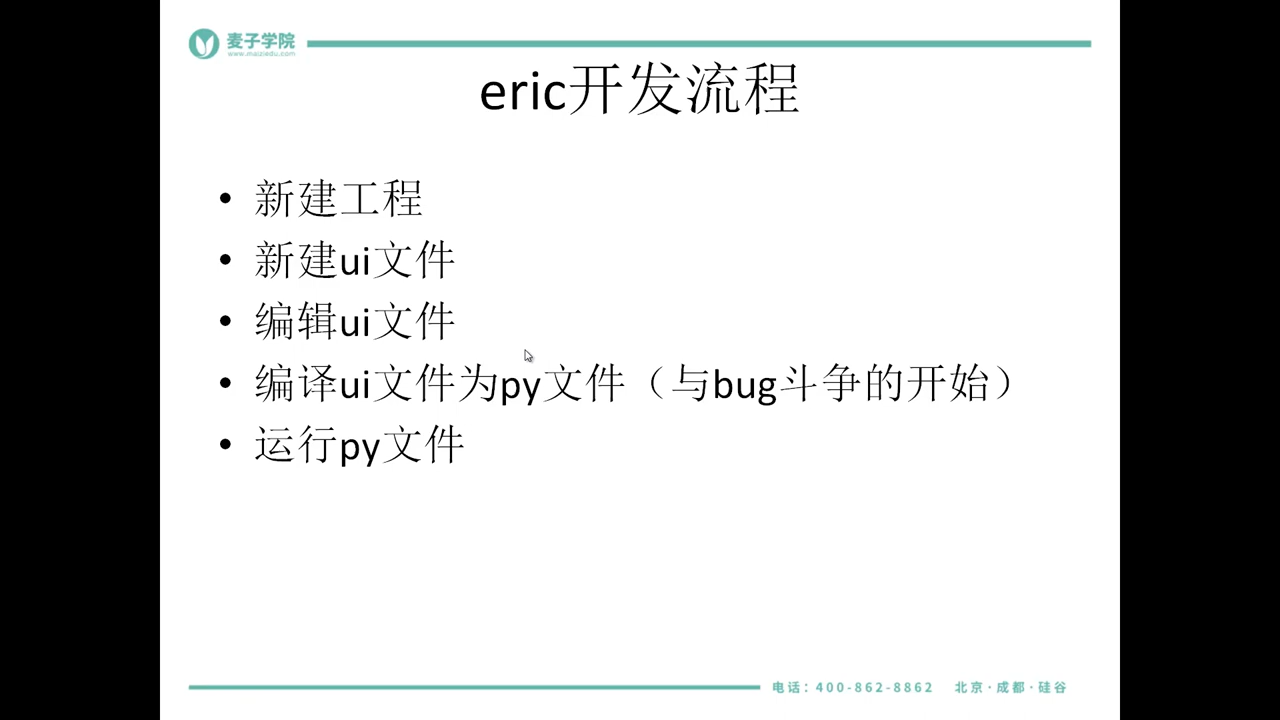 麦子学院
www.maiziedu.com
eric开发流程
• 新建工程
• 新建ui文件
• 编辑ui文件
• 编译ui文件为py文件（与bug斗争的开始）
• 运行py文件
电话：400-862-8862 北京·成都·硅谷